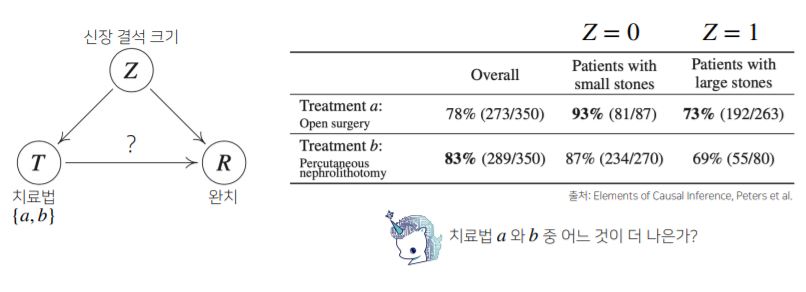 신장 결석 크기
Z
?
T
R
치료법
{a, b}
완치
Z = 0
Z = 1
Overall
Patients with
small stones
Patients with
large stones
Treatment a:
Open surgery
78% (273/350)
93% (81/87)
73% (192/263)
Treatment b:
Percutaneous
nephrolithotomy
83% (289/350)
87% (234/270)
69% (55/80)
출처: Elements of Causal Inference, Peters et al.
치료법 a 와 b 중 어느 것이 더 나은가?